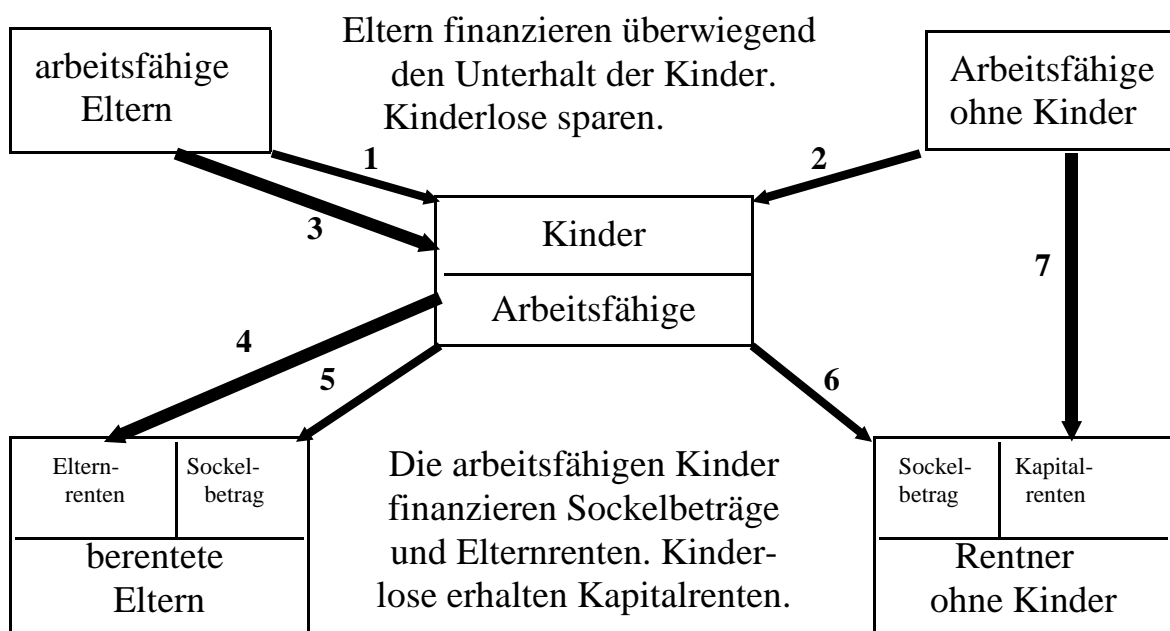 Eltern finanzieren überwiegend
den Unterhalt der Kinder.
Kinderlose sparen.
arbeitsfähige
Eltern
Arbeitsfähige
ohne Kinder
1
2
3
Kinder
7
Arbeitsfähige
4
5
6
Eltern-
renten
Sockel-
betrag
berentete
Eltern
Die arbeitsfähigen Kinder
finanzieren Sockelbeträge
und Elternrenten. Kinder-
lose erhalten Kapitalrenten.
Sockel-
betrag
Kapital-
renten
Rentner
ohne Kinder